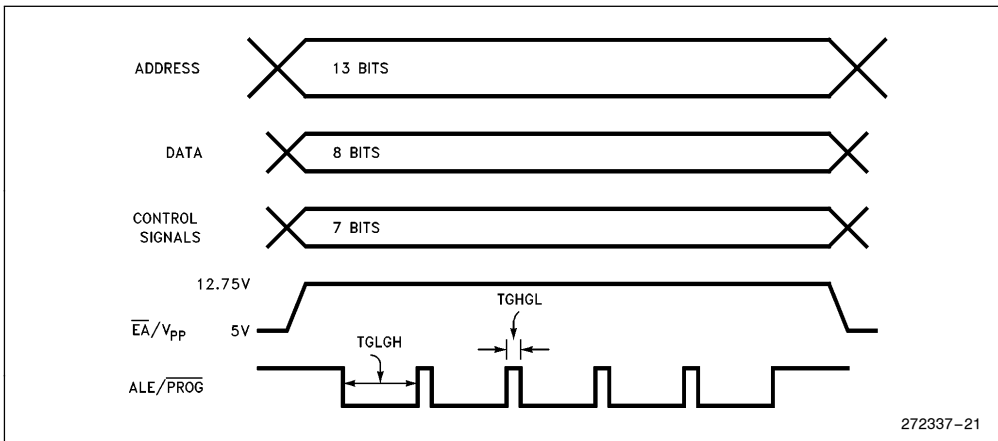 ADDRESS
13 BITS
DATA
8 BITS
CONTROL
SIGNALS
7 BITS
12.75V
TGHGL
EA/VPP
5V
TGLGH
ALE/PROG
272337-21